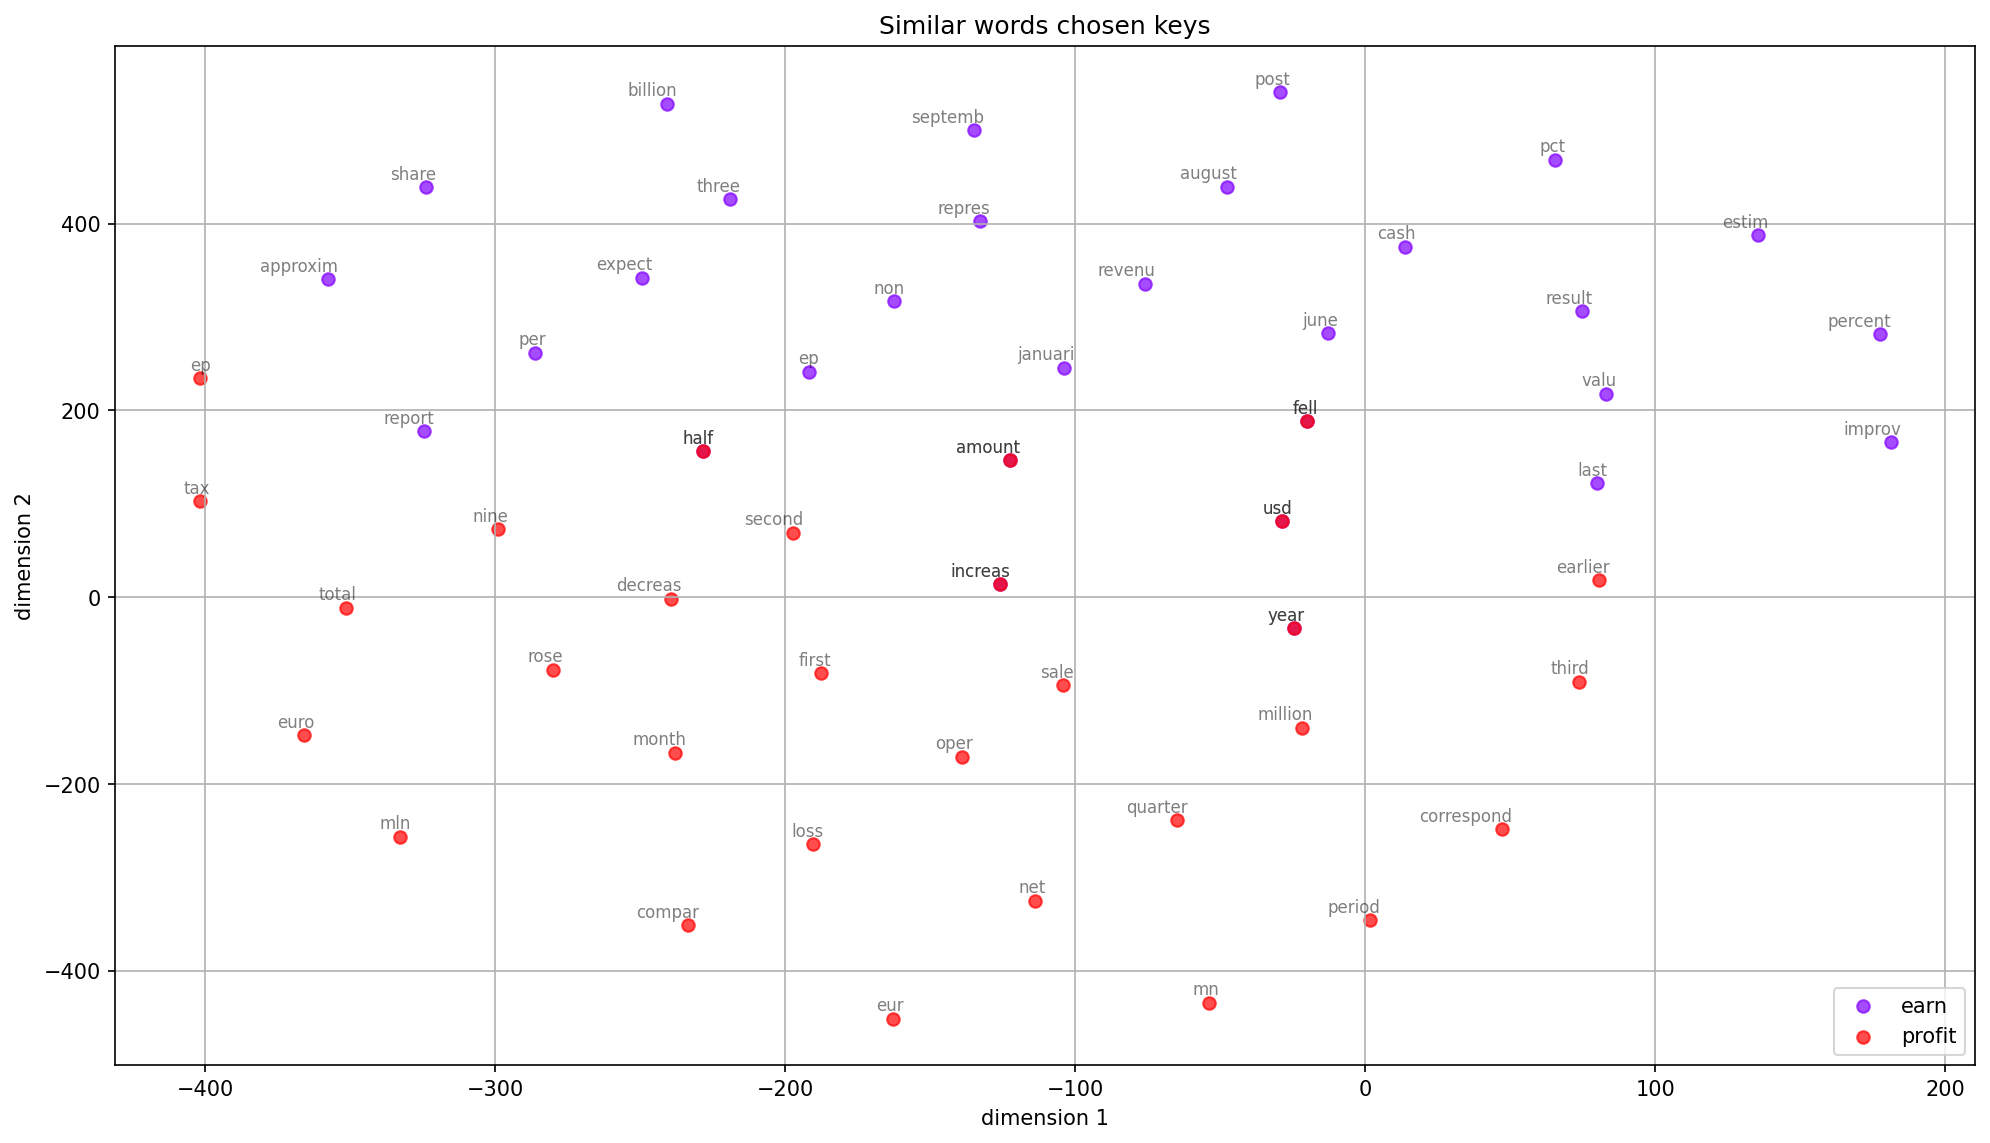 Similar words chosen keys
post
billion
septemb
pct
share
august
three
repres
estim
cash
approxim
expect
revenu
non
result
june
percent
per
januari
ep
ep
valu
fell
report
improv
half
amount
last
tax
usd
nine
second
increas
earlier
decreas
total
year
rose
first
third
sale
million
euro
month
oper
quarter
correspond
mln
loss
net
period
compar
mn
eur
400
200
0
−200
−400
dimension 2
−400
−300
−200
−100
0
100
200
dimension 1
earn
profit